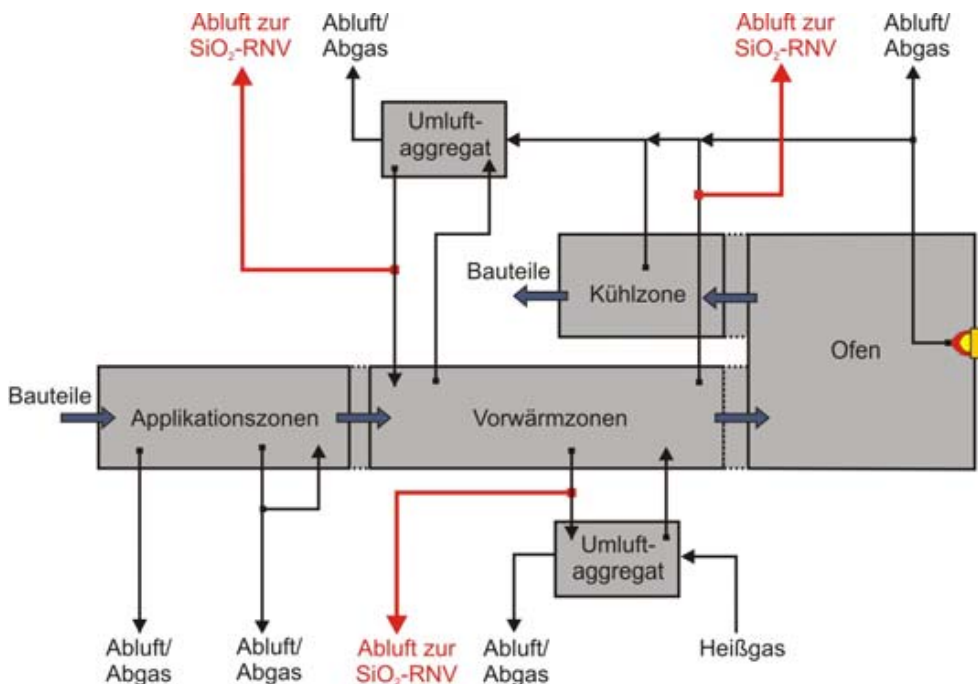 Abluft zur
SiO₂-RNV
Abluft/
Abgas
Abluft zur
SiO₂-RNV
Abluft/
Abgas
Umluft-
aggregat
Bauteile
Kühlzone
Ofen
Bauteile
Applikationszonen
Vorwärmzonen
Umluft-
aggregat
Abluft/
Abgas
Abluft/
Abgas
Abluft zur
SiO₂-RNV
Abluft/
Abgas
Heißgas